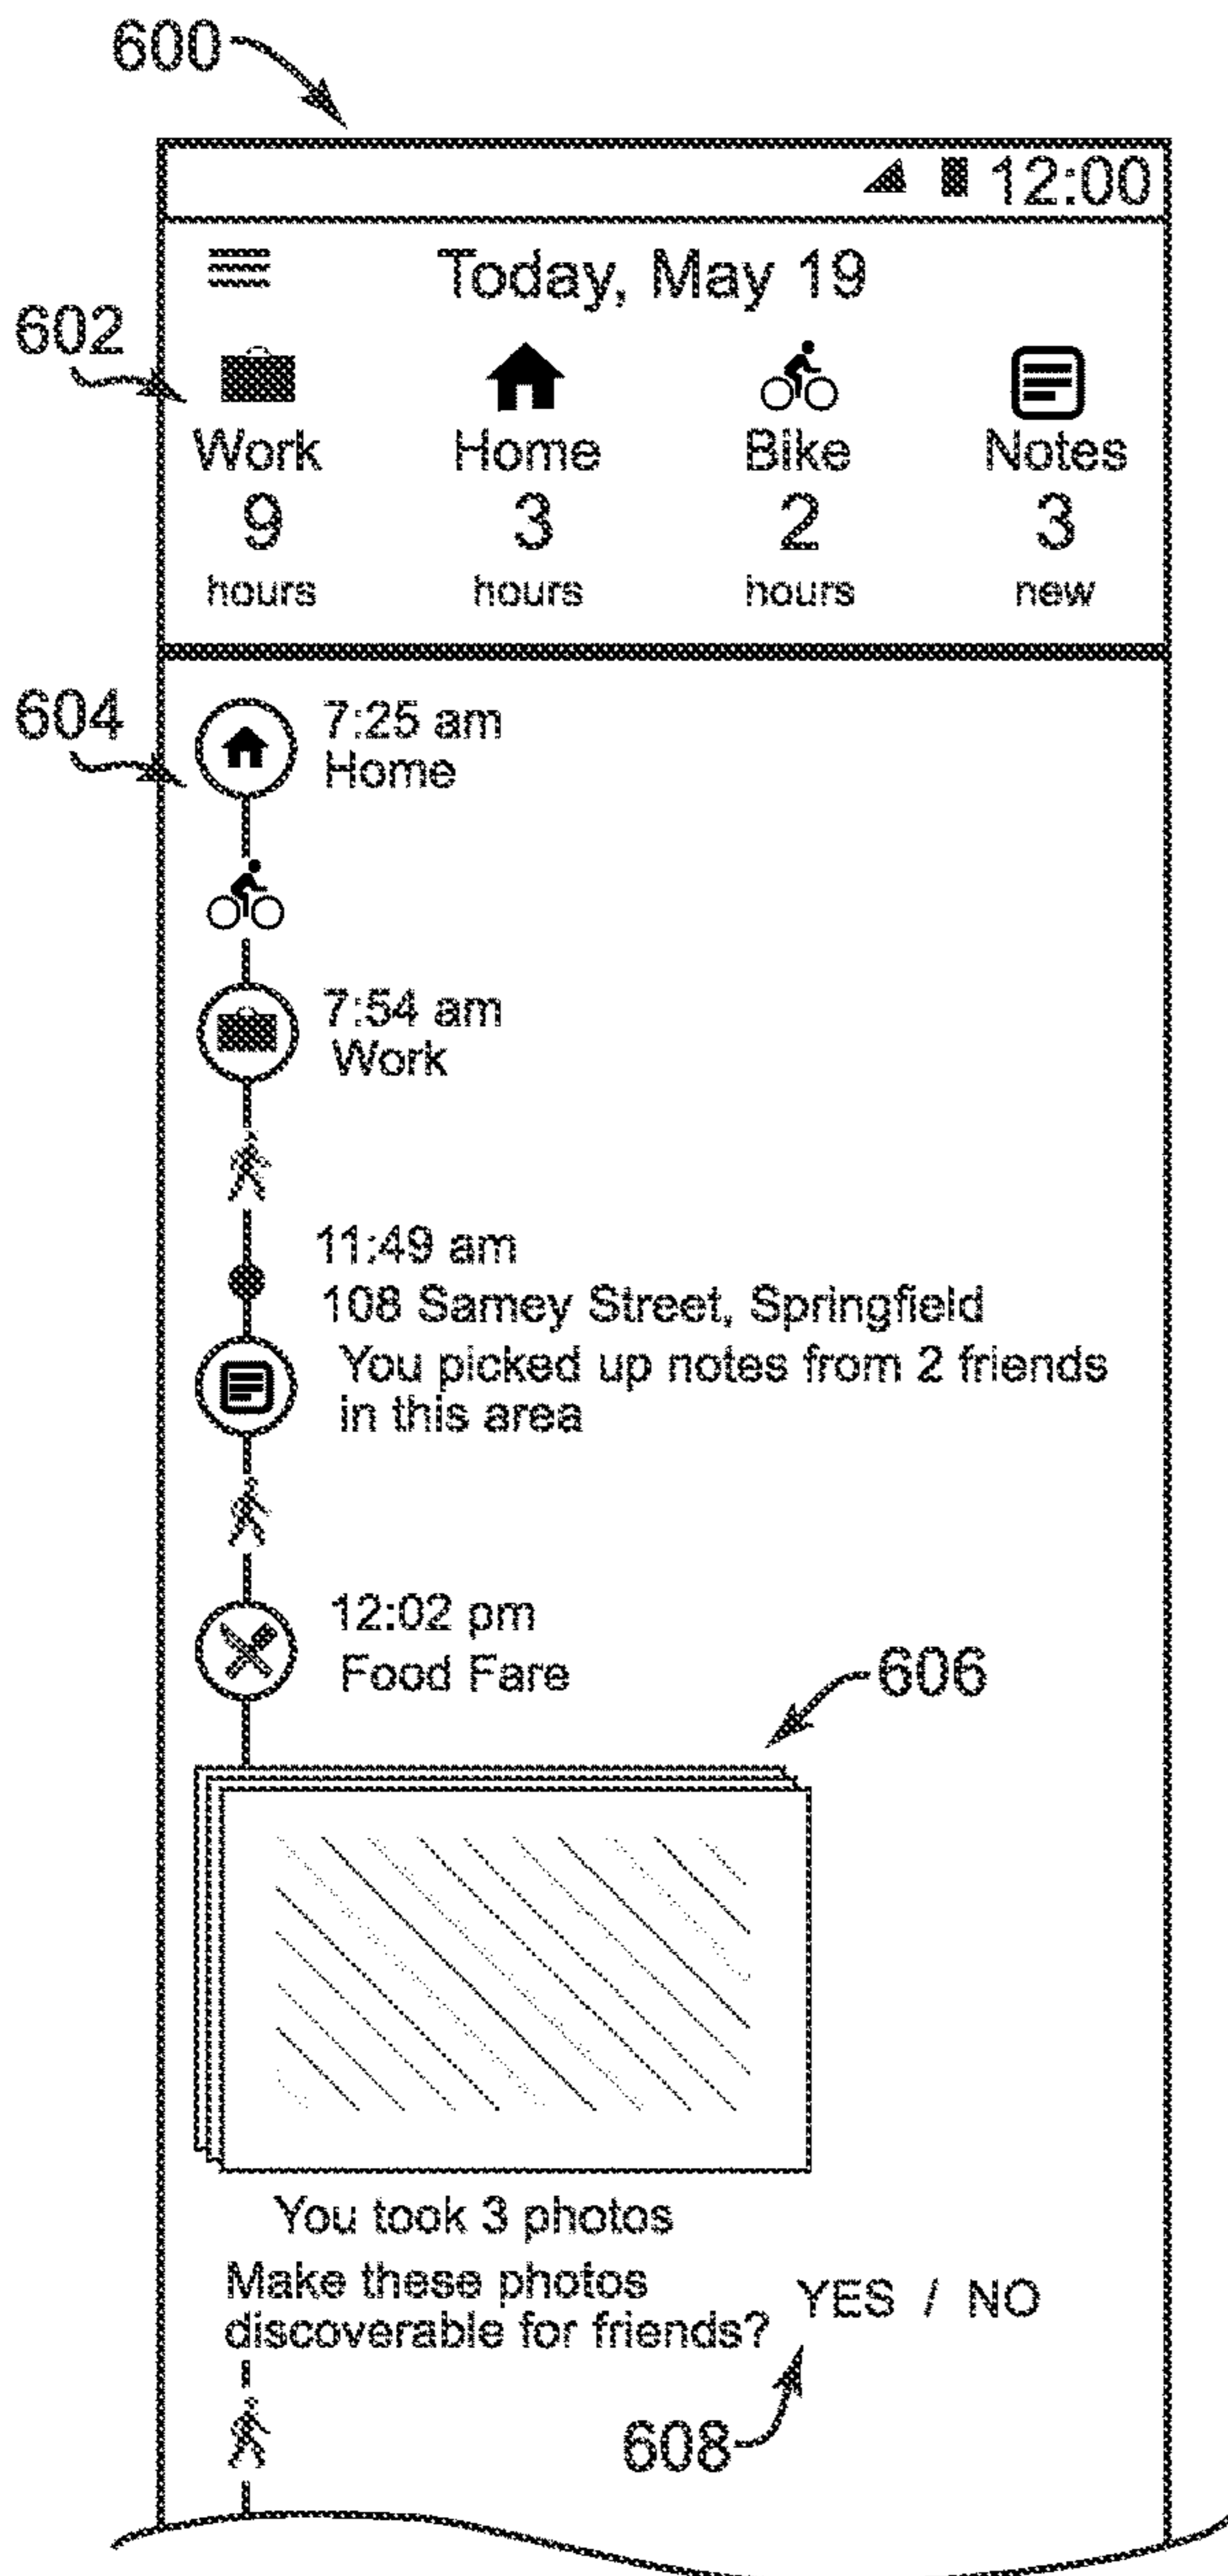 600
12:00
Today, May 19
602
Work Home Bike Notes
9 3 2 3
hours hours hours new
604
7:25 am
Home
7:54 am
Work
11:49 am
108 Samey Street, Springfield
You picked up notes from 2 friends
in this area
12:02 pm
Food Fare
606
You took 3 photos
Make these photos
discoverable for friends?
YES / NO
608